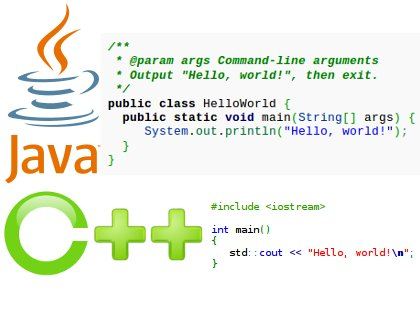 /**
 * @param args Command-line arguments
 * Output "Hello, world!", then exit.
 */
public class HelloWorld {
  public static void main(String[] args) {
     System.out.println("Hello, world!");
  }
}
Java
C++
#include <iostream>
int main()
{
   std::cout << "Hello, world!\n";
}